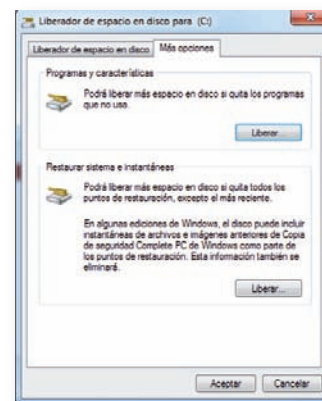 Liberador de espacio en disco para (C:)
Liberador de espacio en disco Más opciones
Programas y características
Podrá liberar más espacio en disco si quita los programas
que no usa.
Liberar...
Restaurar sistema e instantáneas
Podrá liberar más espacio en disco si quita todos los
puntos de restauración, excepto el más reciente.
En algunas ediciones de Windows, el disco puede incluir
instantáneas de archivos e imágenes anteriores de Copia
de seguridad Complete PC de Windows como parte de
los puntos de restauración. Esta información también se
eliminará.
Liberar...
Aceptar Cancelar